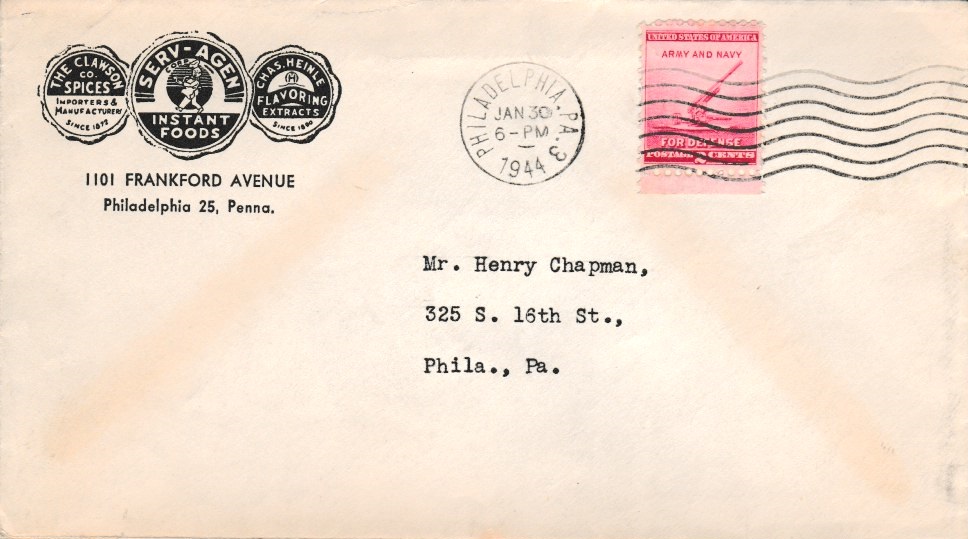 THE CLAWSON
CO.
SPICES
IMPORTERS &
MANUFACTURERS
SINCE 1872
SERV-AGEN
INSTANT
FOODS
CHAS. HEINLE
H
FLAVORING
EXTRACTS
SINCE 1890
1101 FRANKFORD AVENUE
Philadelphia 25, Penna.
PHILADELPHIA, PA. 3
JAN 30
6-PM
1944
UNITED STATES OF AMERICA
ARMY AND NAVY
FOR DEFENSE
POSTAGE 2 CENTS
Mr. Henry Chapman,
325 S. 16th St.,
Phila., Pa.